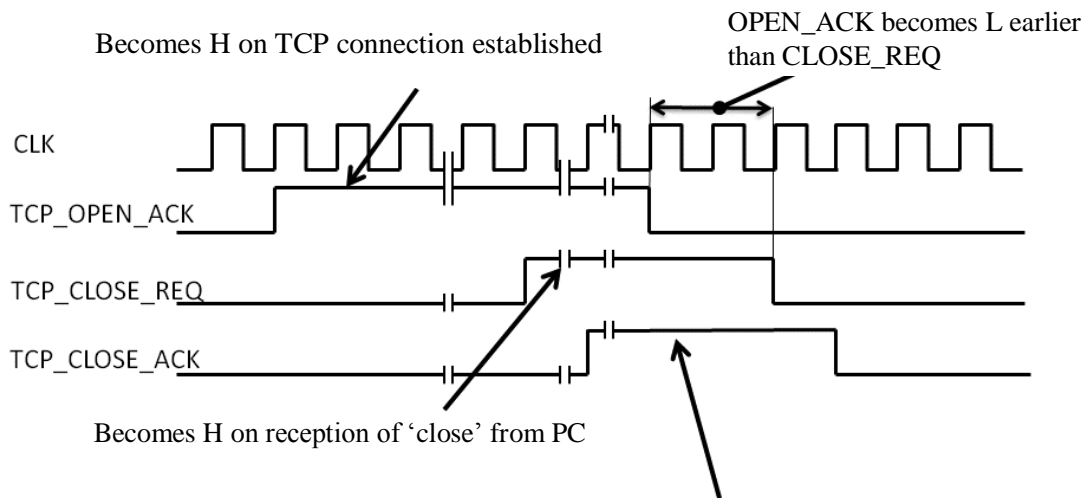 Becomes H on TCP connection established
OPEN_ACK becomes L earlier
than CLOSE_REQ
CLK
TCP_OPEN_ACK
TCP_CLOSE_REQ
TCP_CLOSE_ACK
Becomes H on reception of ‘close’ from PC